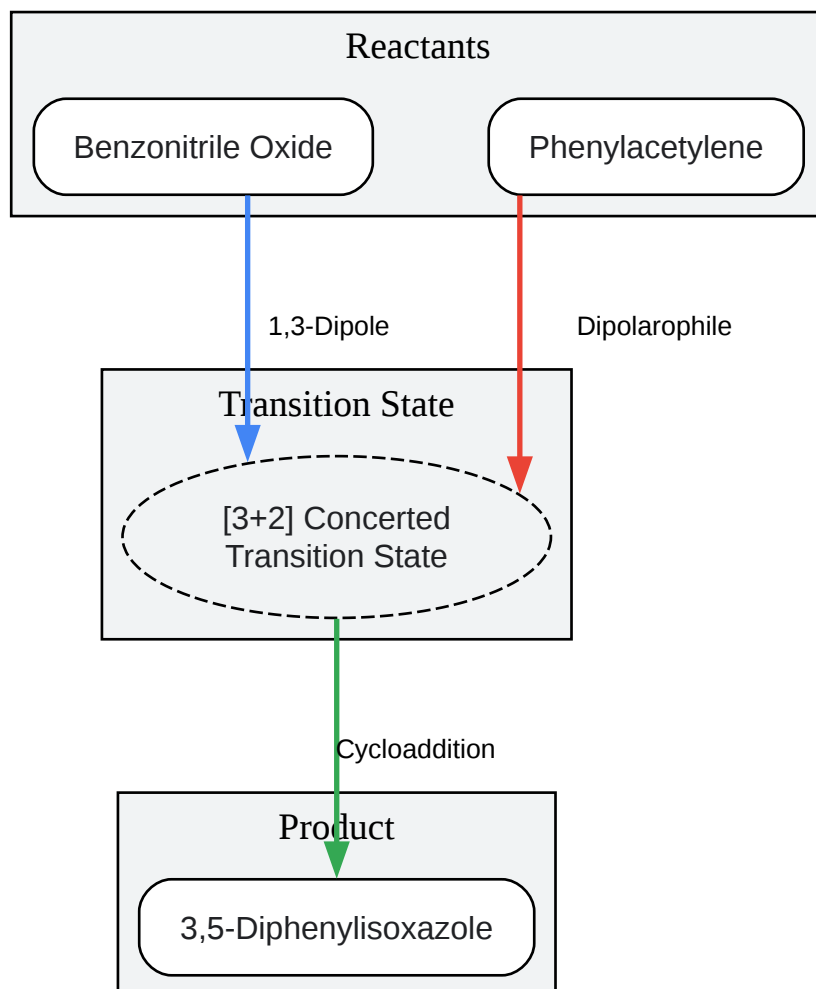 Reactants
Benzonitrile Oxide
Phenylacetylene
1,3-Dipole
Dipolarophile
Transition State
[3+2] Concerted
Transition State
Cycloaddition
Product
3,5-Diphenylisoxazole